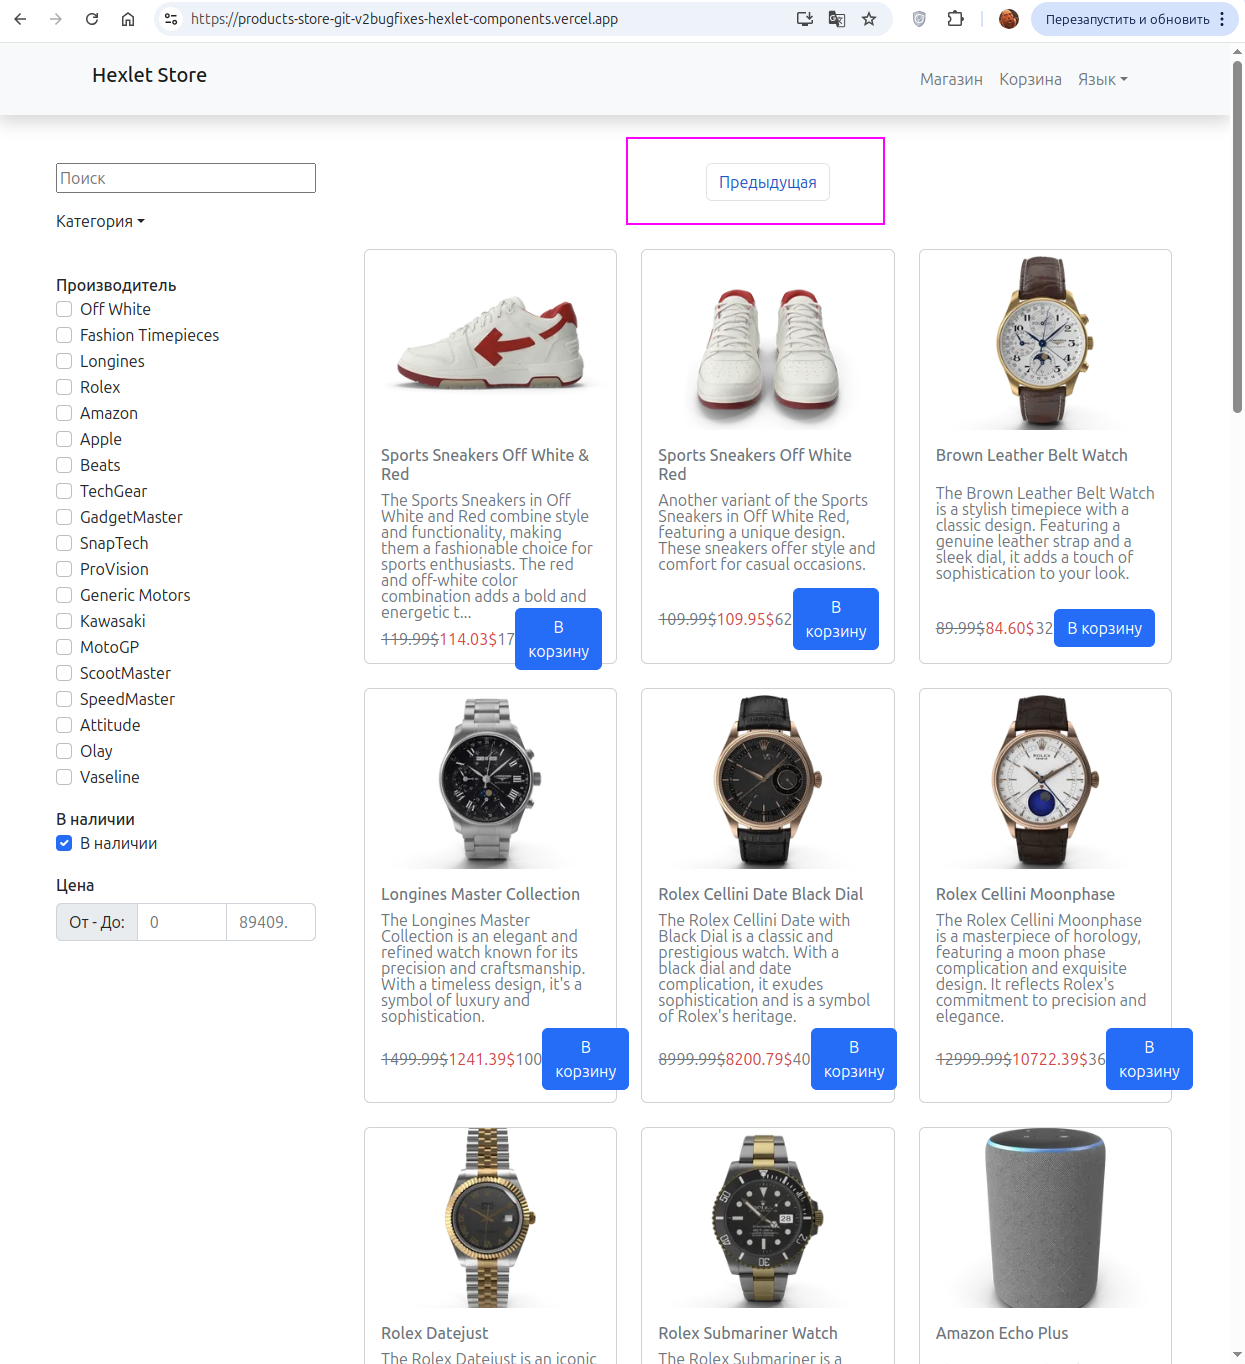 https://products-store-git-v2bugfixes-hexlet-components.vercel.app
Перезапустить и обновить
Hexlet Store
Магазин
Корзина
Язык
Поиск
Предыдущая
Категория
Производитель
Off White
Fashion Timepieces
Longines
Rolex
Amazon
Apple
Beats
TechGear
GadgetMaster
SnapTech
ProVision
Generic Motors
Kawasaki
MotoGP
ScootMaster
SpeedMaster
Attitude
Olay
Vaseline
В наличии
В наличии
Цена
От - До:
0
89409.
Sports Sneakers Off White &
Red
The Sports Sneakers in Off
White and Red combine style
and functionality, making
them a fashionable choice for
sports enthusiasts. The red
and off-white color
combination adds a bold and
energetic t...
119.99$114.03$17
В
корзину
Sports Sneakers Off White
Red
Another variant of the Sports
Sneakers in Off White Red,
featuring a unique design.
These sneakers offer style and
comfort for casual occasions.
109.99$109.95$62
В
корзину
Brown Leather Belt Watch
The Brown Leather Belt Watch
is a stylish timepiece with a
classic design. Featuring a
genuine leather strap and a
sleek dial, it adds a touch of
sophistication to your look.
89.99$84.60$32
В корзину
Longines Master Collection
The Longines Master
Collection is an elegant and
refined watch known for its
precision and craftsmanship.
With a timeless design, it's a
symbol of luxury and
sophistication.
1499.99$1241.39$100
В
корзину
Rolex Cellini Date Black Dial
The Rolex Cellini Date with
Black Dial is a classic and
prestigious watch. With a
black dial and date
complication, it exudes
sophistication and is a symbol
of Rolex's heritage.
8999.99$8200.79$40
В
корзину
Rolex Cellini Moonphase
The Rolex Cellini Moonphase
is a masterpiece of horology,
featuring a moon phase
complication and exquisite
design. It reflects Rolex's
commitment to precision and
elegance.
12999.99$10722.39$36
В
корзину
Rolex Datejust
The Rolex Datejust is an iconic
Rolex Submariner Watch
The Rolex Submariner is a
Amazon Echo Plus